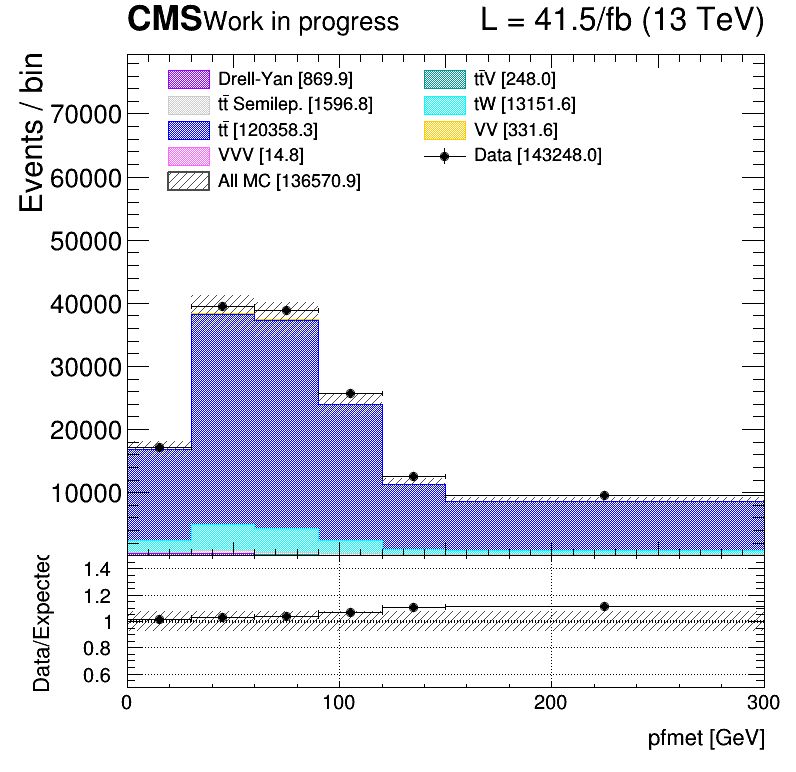 CMS Work in progress L = 41.5/fb (13 TeV)
Events / bin
Drell-Yan [869.9]
tt̄ Semilep. [1596.8]
tt̄ [120358.3]
VVV [14.8]
All MC [136570.9]
tt̄V [248.0]
tW [13151.6]
VV [331.6]
Data [143248.0]
70000
60000
50000
40000
30000
20000
10000
Data/Expected
1.4
1.2
1
0.8
0.6
0 100 200 300
pfmet [GeV]